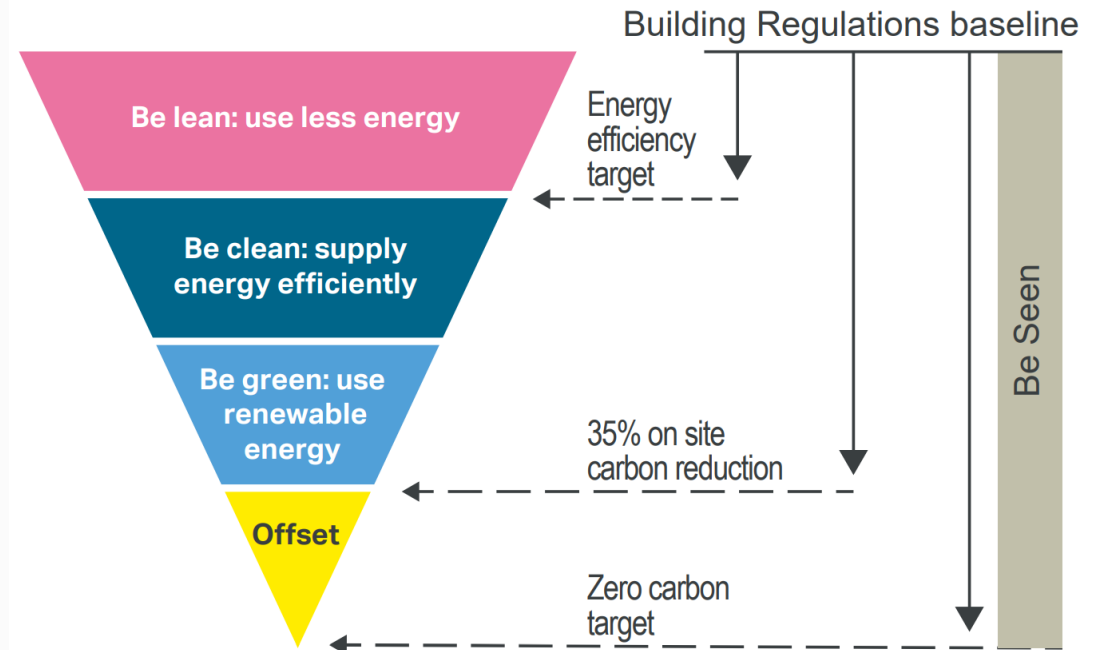 Building Regulations baseline
Be lean: use less energy
Energy
efficiency
target
Be clean: supply
energy efficiently
Be green: use
renewable
energy
35% on site
carbon reduction
Offset
Zero carbon
target
Be Seen